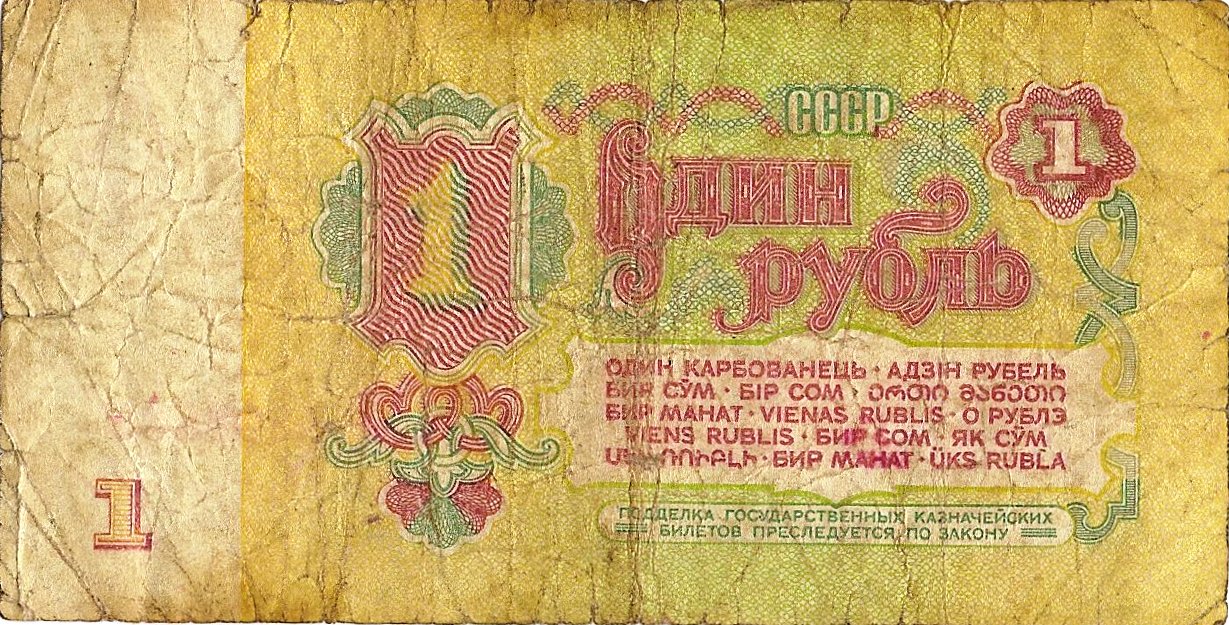 СССР
1
1
Один
рубль
ОДИН КАРБОВАНЕЦЬ · АДЗІН РУБЕЛЬ
БИР СЎМ · БІР СОМ · ერთი მანეთი
БИР МАНАТ · VIENAS RUBLIS · О РУБЛЭ
VIENS RUBLIS · БИР СОМ · ЯК СЎМ
ՄԵԿ ՌՈՒԲԼԻ · БИР МАНАТ · ÜKS RUBLA
ПОДДЕЛКА ГОСУДАРСТВЕННЫХ КАЗНАЧЕЙСКИХ
БИЛЕТОВ ПРЕСЛЕДУЕТСЯ ПО ЗАКОНУ
1